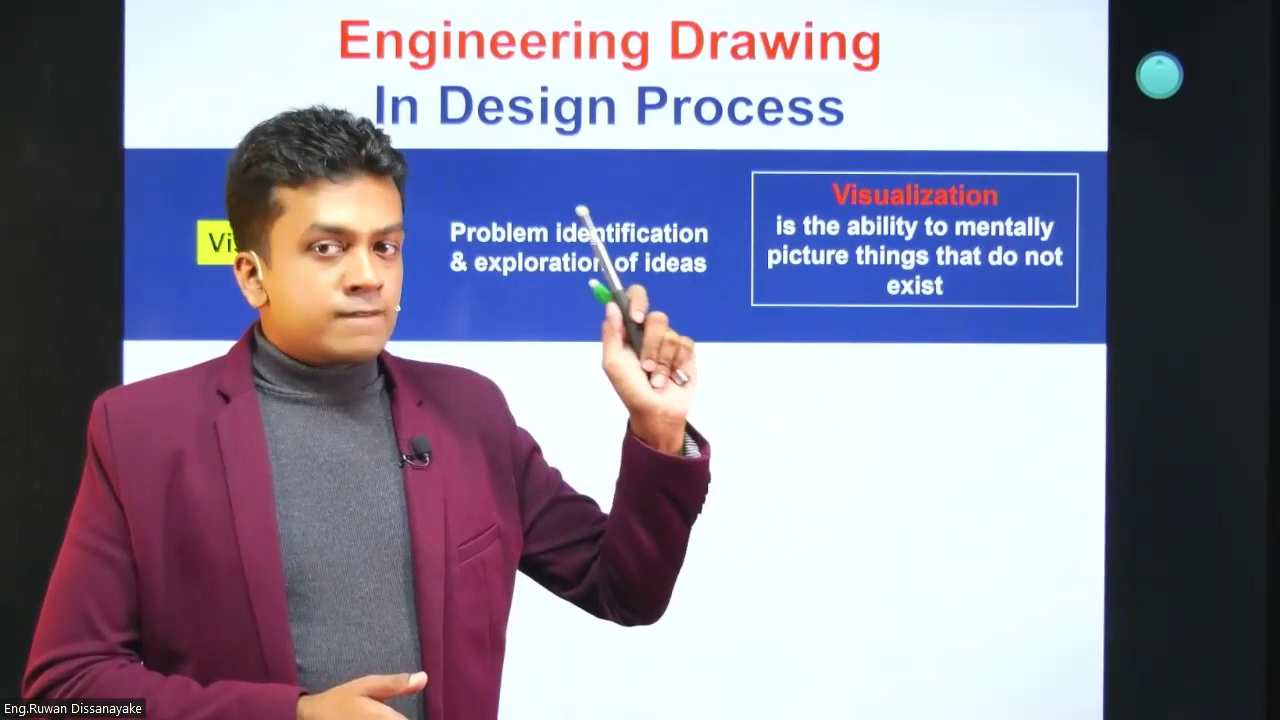 Engineering Drawing
In Design Process
Problem identification
& exploration of ideas
Visualization
is the ability to mentally
picture things that do not
exist
Eng.Ruwan Dissanayake